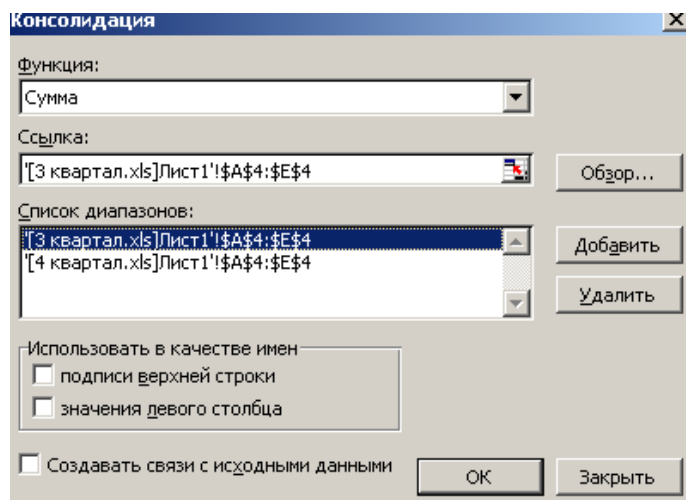 Консолидация
Функция:
Сумма
Ссылка:
'[3 квартал.xls]Лист1'!$A$4:$E$4
Обзор...
Список диапазонов:
'[3 квартал.xls]Лист1'!$A$4:$E$4
'[4 квартал.xls]Лист1'!$A$4:$E$4
Добавить
Удалить
Использовать в качестве имен
подписи верхней строки
значения левого столбца
Создавать связи с исходными данными
OK
Закрыть